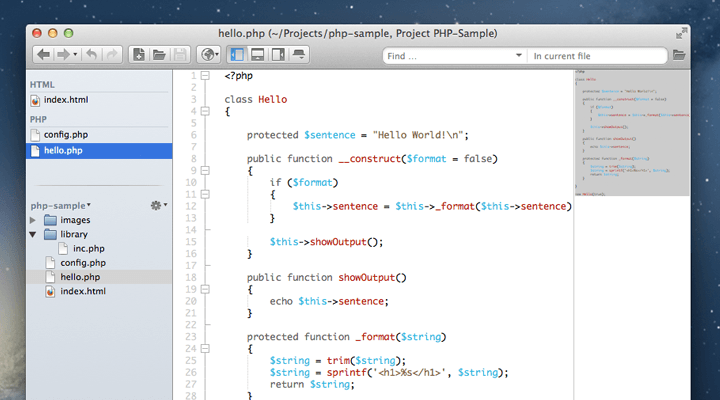 hello.php (~/Projects/php-sample, Project PHP-Sample)
Find ...
In current file
HTML
index.html
PHP
config.php
hello.php
php-sample
images
library
inc.php
config.php
hello.php
index.html
1 <?php
2
3 class Hello
4 {
5
6 protected $sentence = "Hello World!\n";
7
8 public function __construct($format = false)
9 {
10 if ($format)
11 {
12 $this->sentence = $this->_format($this->sentence)
13 }
14
15 $this->showOutput();
16 }
17
18 public function showOutput()
19 {
20 echo $this->sentence;
21 }
22
23 protected function _format($string)
24 {
25 $string = trim($string);
26 $string = sprintf('<h1>%s</h1>', $string);
27 return $string;
28 }